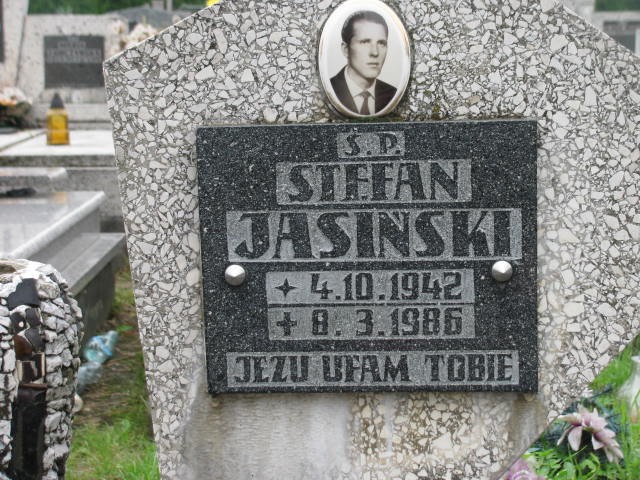 Ś.P.
STEFAN
JASIŃSKI
4.10.1942
8.3.1986
JEZU UFAM TOBIE